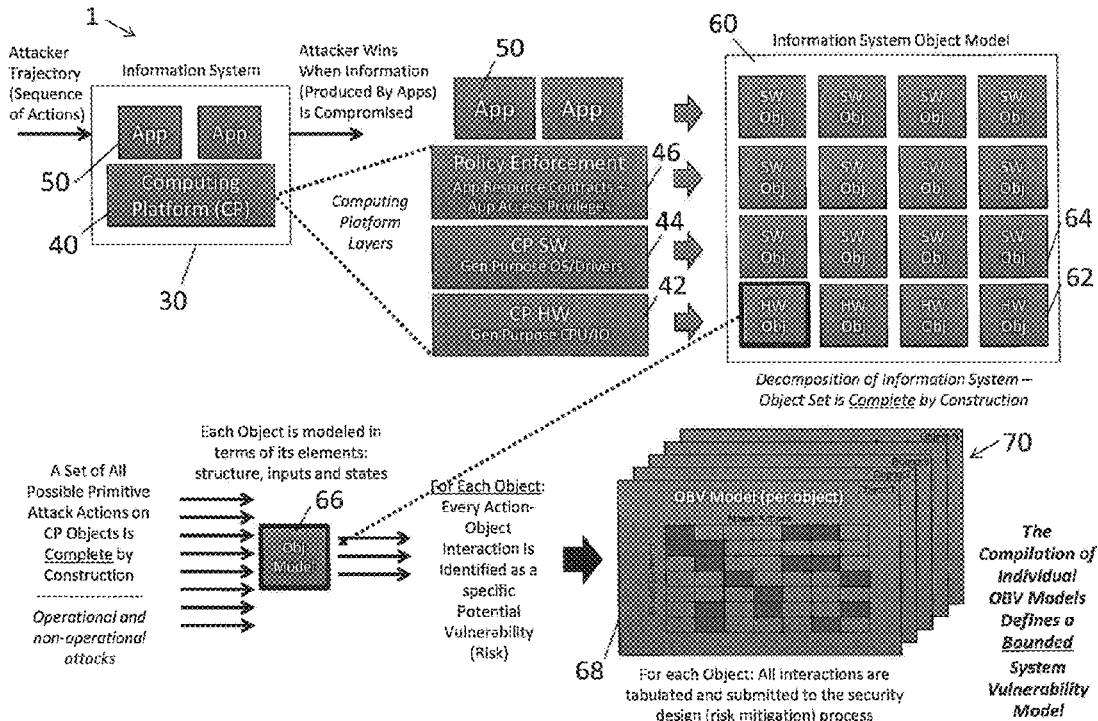 1
Attacker
Trajectory
(Sequence
of Actions)
Information System
App
App
50
Computing
Platform (CP)
40
30
Attacker Wins
When Information
(Produced By Apps)
Is Compromised
Computing
Platform
Layers
50
App
App
Policy Enforcement
46
App Resource Contracts -
App Access Privileges
44
CP SW
Gen Purpose OS/Drivers
42
CP HW
Gen Purpose CPU/IO
60
Information System Object Model
SW
Obj
SW
Obj
SW
Obj
SW
Obj
SW
Obj
SW
Obj
SW
Obj
SW
Obj
SW
Obj
SW
Obj
SW
Obj
SW
Obj
64
HW
Obj
HW
Obj
HW
Obj
HW
Obj
62
Decomposition of Information System –
Object Set is Complete by Construction
A Set of All
Possible Primitive
Attack Actions on
CP Objects is
Complete by
Construction
Operational and
non-operational
attacks
Each Object is modeled in
terms of its elements:
structure, inputs and states
66
Obj
Model
For Each Object:
Every Action-
Object
Interaction is
Identified as a
specific
Potential
Vulnerability
(Risk)
70
OBV Model (per object)
68
For each Object: All interactions are
tabulated and submitted to the security
design (risk mitigation) process
The
Compilation of
Individual
OBV Models
Defines a
Bounded
System
Vulnerability
Model